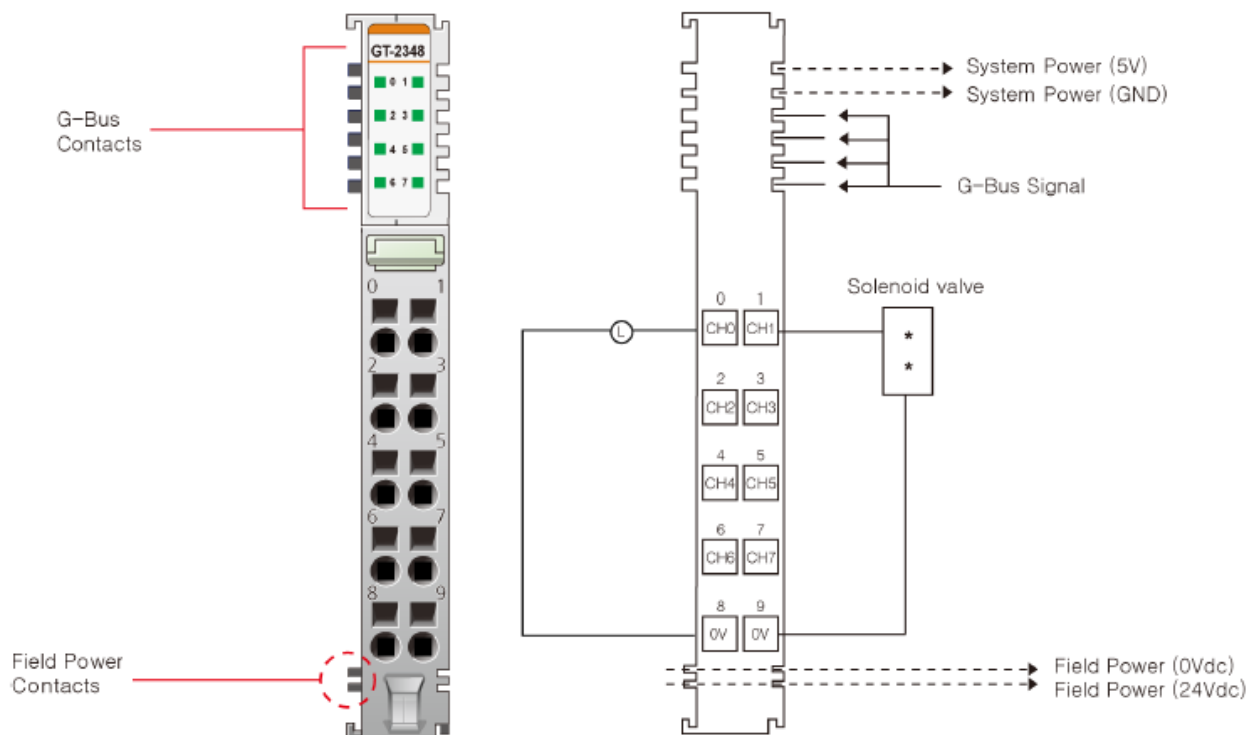 GT-2348
0 1
2 3
4 5
6 7
G-Bus
Contacts
0 1
2 3
4 5
6 7
8 9
Field Power
Contacts
System Power (5V)
System Power (GND)
G-Bus Signal
Solenoid valve
*
*
L
0 1
CH0 CH1
2 3
CH2 CH3
4 5
CH4 CH5
6 7
CH6 CH7
8 9
0V 0V
Field Power (0Vdc)
Field Power (24Vdc)